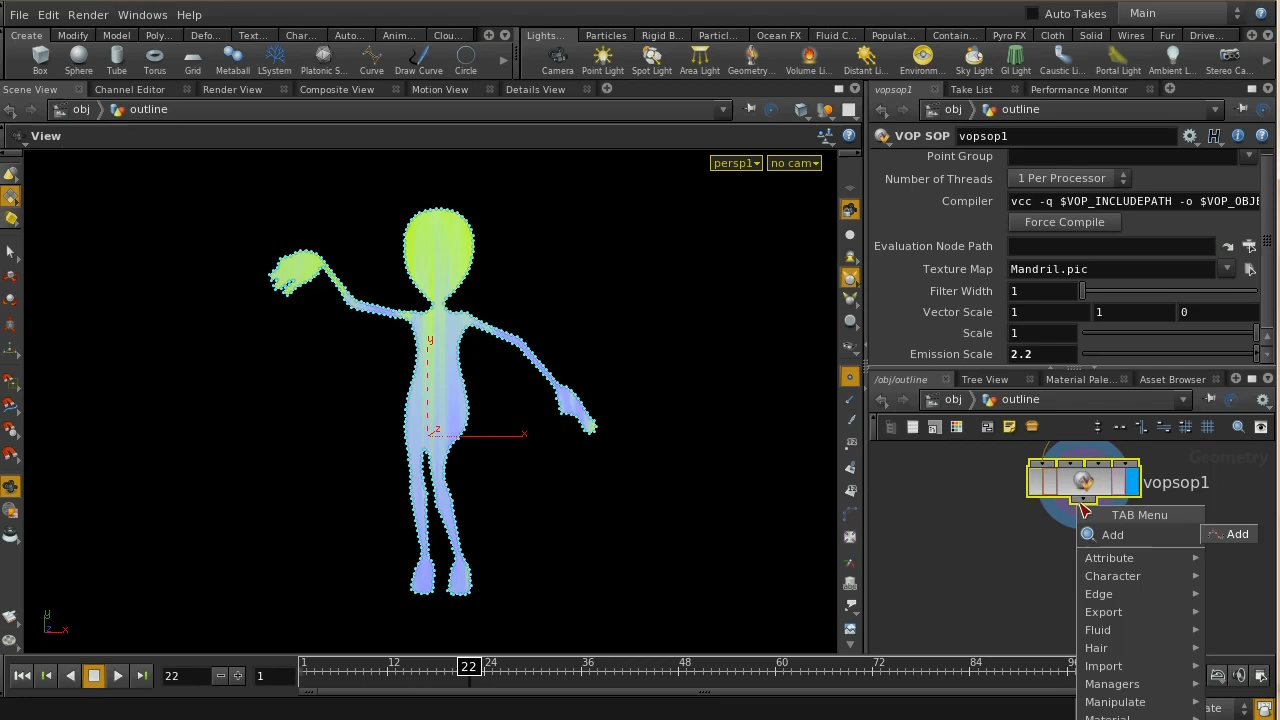 File Edit Render Windows Help
Auto Takes Main
Create Modify Model Poly... Defo... Text... Char... Auto... Anim... Clou...
Lights... Particles Rigid B... Particl... Ocean FX Fluid C... Populat... Contain... Pyro FX Cloth Solid Wires Fur Drive...
Box Sphere Tube Torus Grid Metaball LSystem Platonic S... Curve Draw Curve Circle
Camera Point Light Spot Light Area Light Geometry... Volume Li... Distant Li... Environm... Sky Light GI Light Caustic Li... Portal Light Ambient L... Stereo Ca...
Scene View Channel Editor Render View Composite View Motion View Details View
vopsop1 Take List Performance Monitor
obj outline
obj outline
View
VOP SOP vopsop1
persp1 no cam
Point Group
Number of Threads 1 Per Processor
Compiler vcc -q $VOP_INCLUDEPATH -o $VOP_OBJE
Force Compile
Evaluation Node Path
Texture Map Mandril.pic
Filter Width 1
Vector Scale 1 1 0
Scale 1
Emission Scale 2.2
/obj/outline Tree View Material Pale... Asset Browser
obj outline
Geometry
vopsop1
TAB Menu
Add Add
Attribute
Character
Edge
Export
Fluid
Hair
Import
Managers
Manipulate
Material
y
z
x
y
z
x
22 1
1 12 22 24 36 48 60 72 84
ate